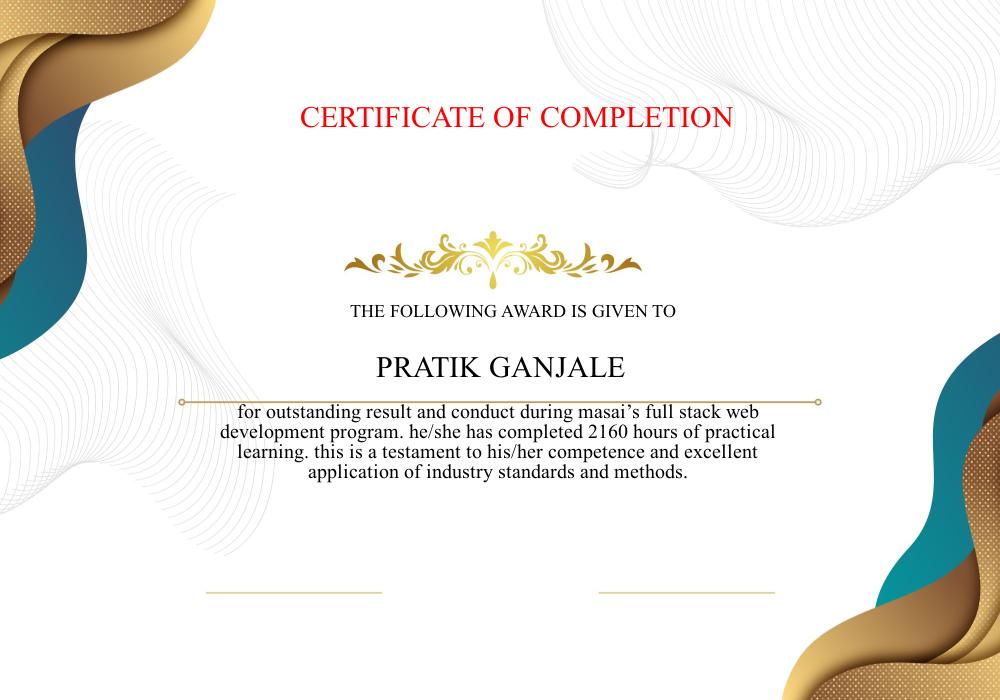 CERTIFICATE OF COMPLETION
THE FOLLOWING AWARD IS GIVEN TO
PRATIK GANJALE
for outstanding result and conduct during masai’s full stack web
development program. he/she has completed 2160 hours of practical
learning. this is a testament to his/her competence and excellent
application of industry standards and methods.